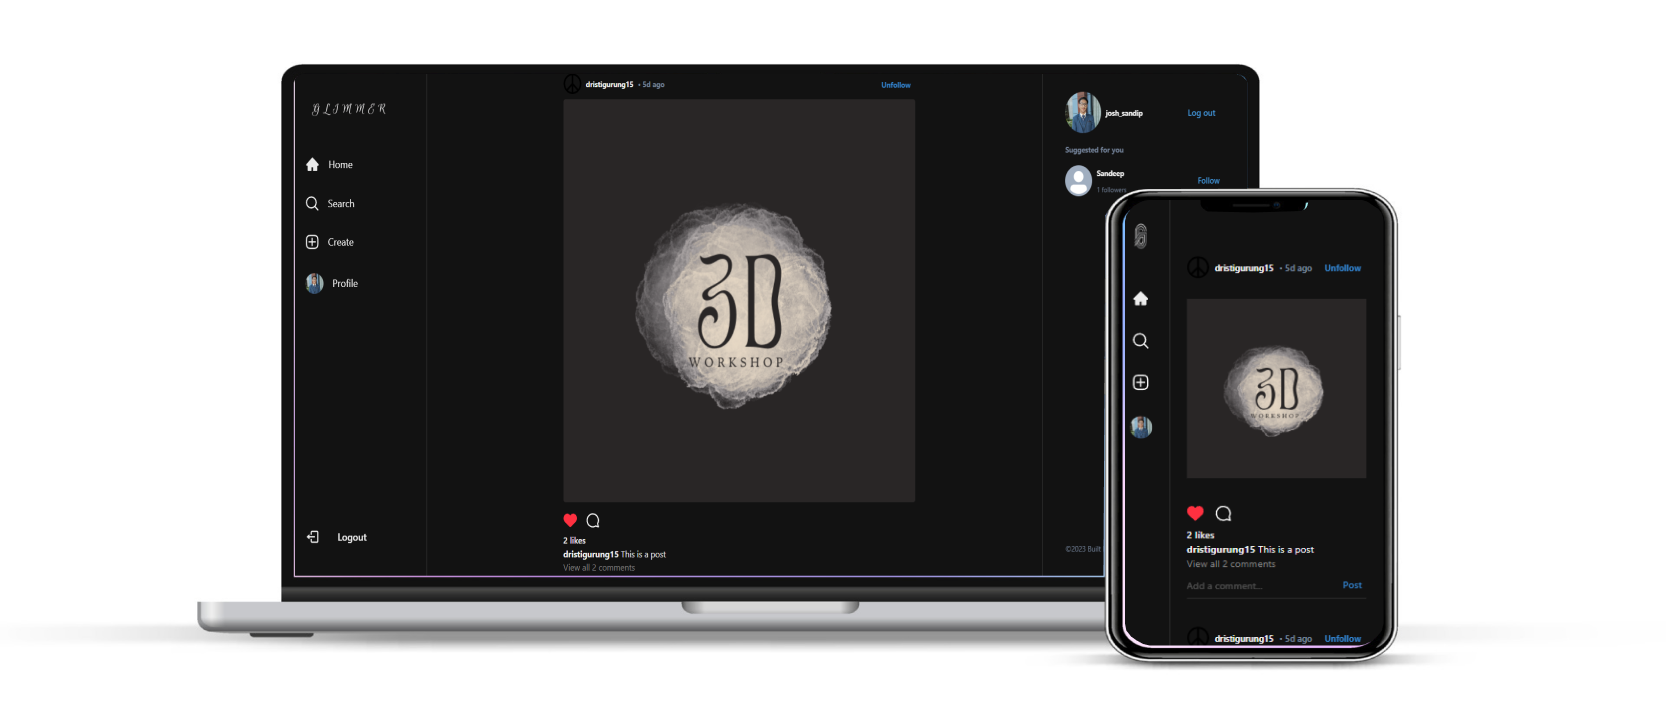 GLIMMER
Home
Search
Create
Profile
Logout
dristigurung15 • 5d ago Unfollow
3D
WORKSHOP
2 likes
dristigurung15 This is a post
View all 2 comments
josh_sandip Log out
Suggested for you
Sandeep
1 followers
Follow
©2023 Built
dristigurung15 • 5d ago Unfollow
3D
WORKSHOP
2 likes
dristigurung15 This is a post
View all 2 comments
Add a comment... Post
dristigurung15 • 5d ago Unfollow